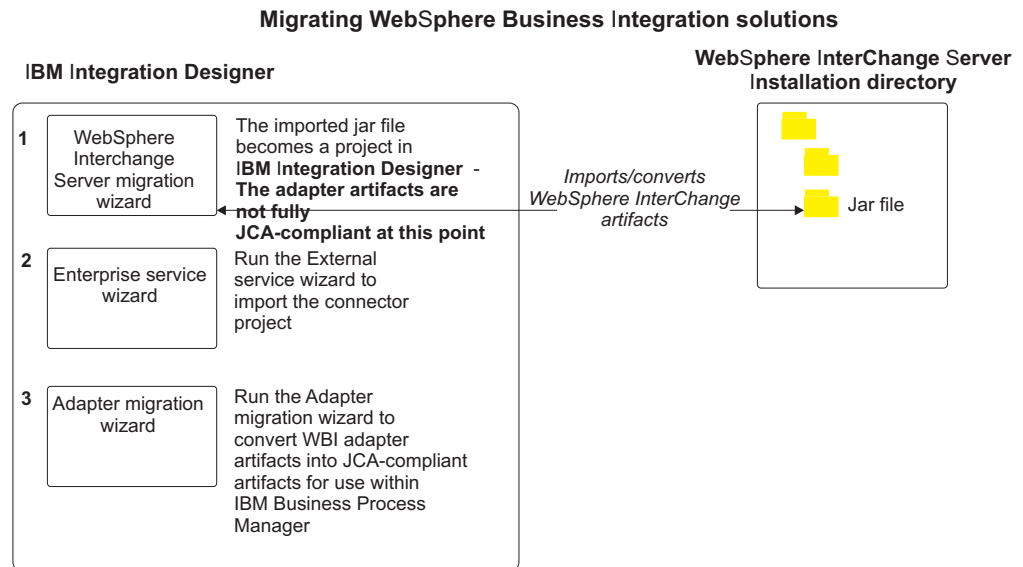 Migrating WebSphere Business Integration solutions
IBM Integration Designer
WebSphere InterChange Server
Installation directory
1
WebSphere
Interchange
Server migration
wizard
The imported jar file
becomes a project in
IBM Integration Designer -
The adapter artifacts are
not fully
JCA-compliant at this point
Imports/converts
WebSphere InterChange
artifacts
Jar file
2
Enterprise service
wizard
Run the External
service wizard to
import the connector
project
3
Adapter migration
wizard
Run the Adapter
migration wizard to
convert WBI adapter
artifacts into JCA-compliant
artifacts for use within
IBM Business Process
Manager